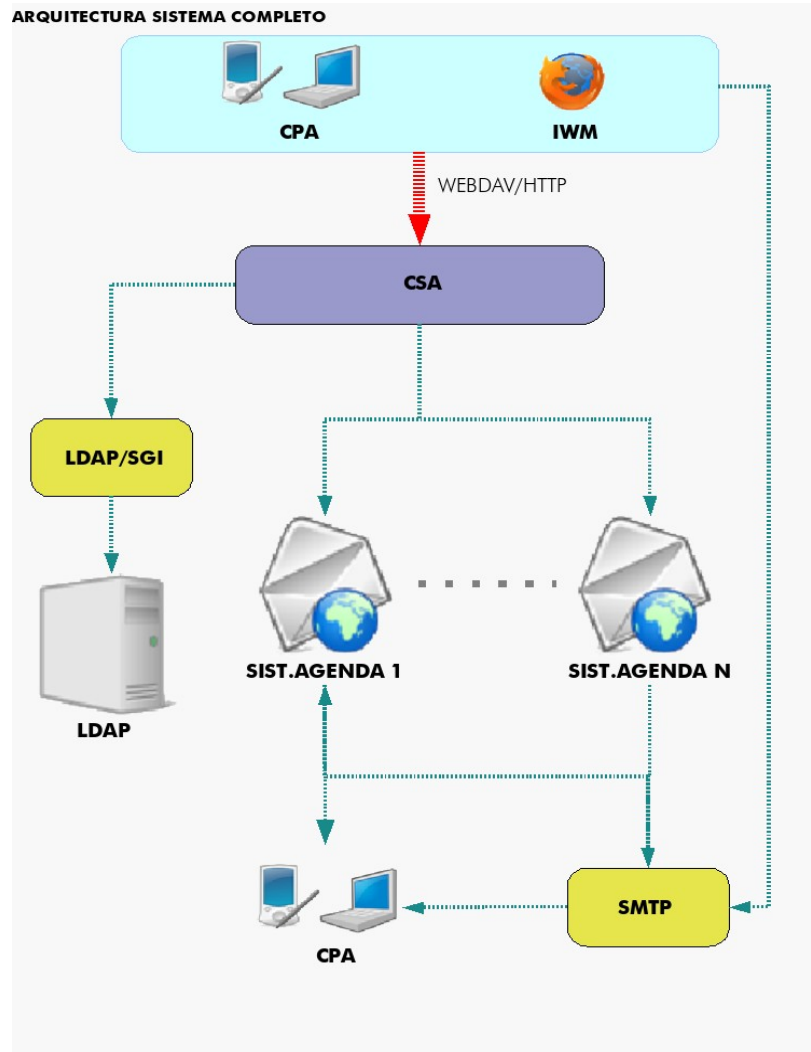 ARQUITECTURA SISTEMA COMPLETO
CPA
IWM
WEBDAV/HTTP
CSA
LDAP/SGI
SIST.AGENDA 1
SIST.AGENDA N
LDAP
SMTP
CPA